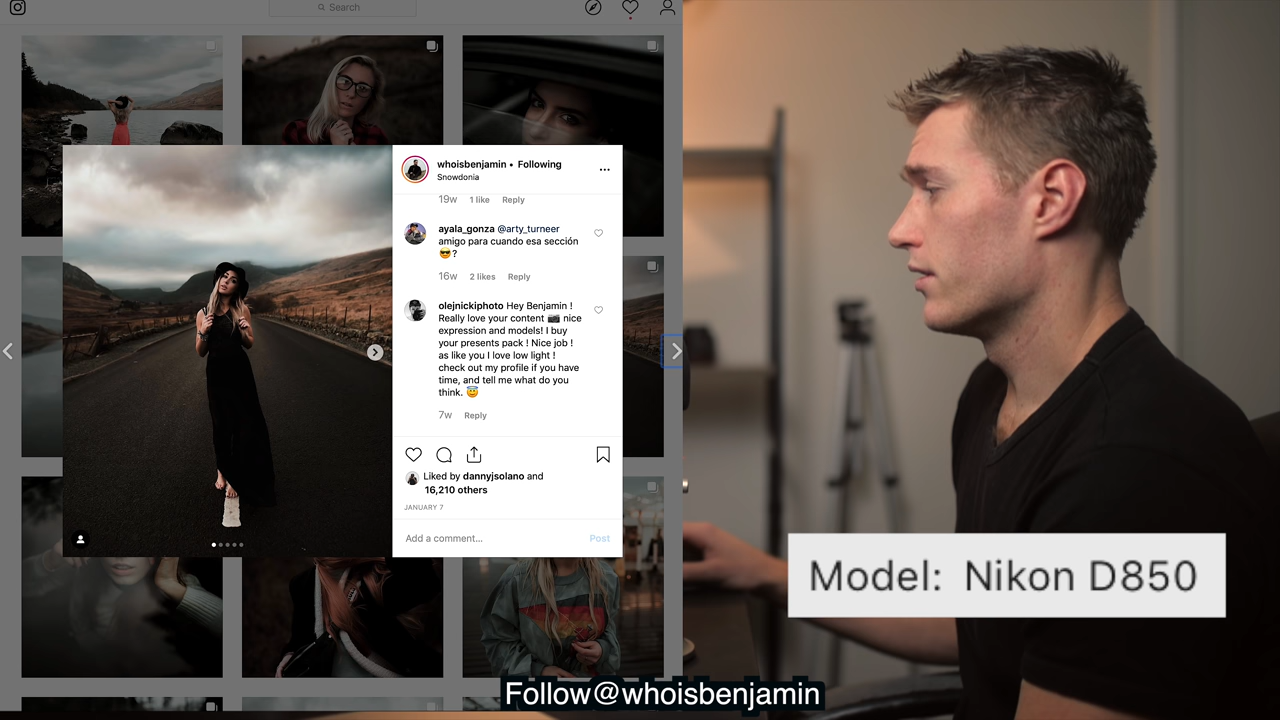 Search
whoisbenjamin • Following
Snowdonia
19w 1 like Reply
ayala_gonza @arty_turneer
amigo para cuando esa sección
😎?
16w 2 likes Reply
olejnickiphoto Hey Benjamin !
Really love your content 📷 nice
expression and models! I buy
your presents pack ! Nice job !
as like you I love low light !
check out my profile if you have
time, and tell me what do you
think. 😇
7w Reply
Liked by dannyjsolano and
16,210 others
JANUARY 7
Add a comment... Post
Model: Nikon D850
Follow@whoisbenjamin